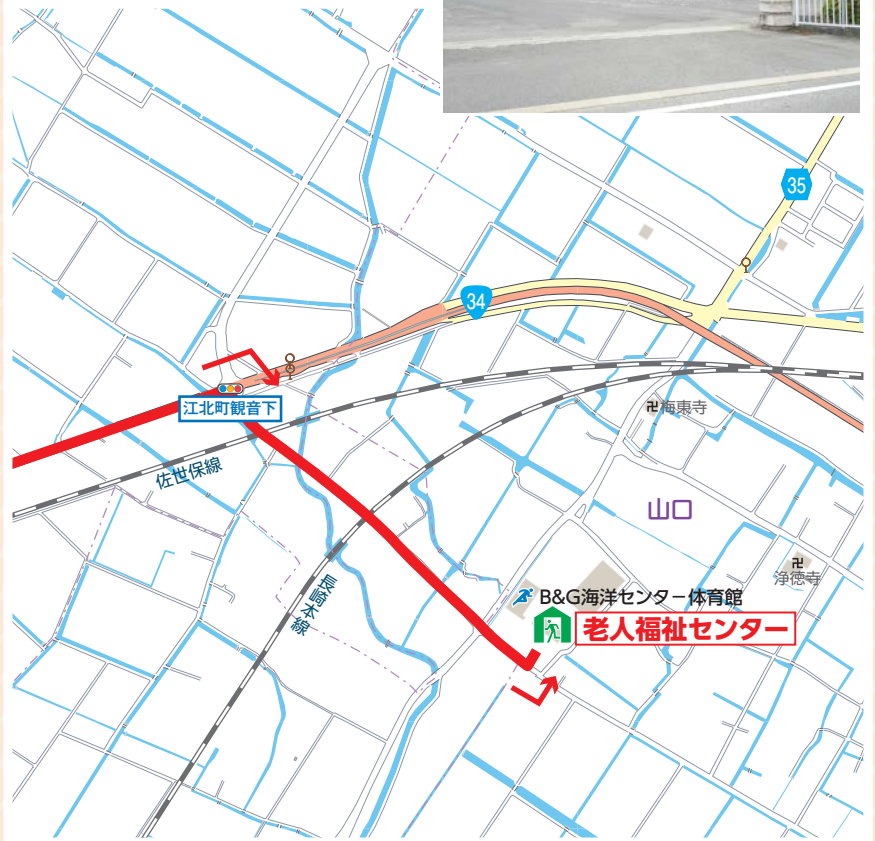 35
34
江北町観音下
佐世保線
卍梅東寺
山口
卍
浄徳寺
長崎本線
B&G海洋センター体育館
老人福祉センター